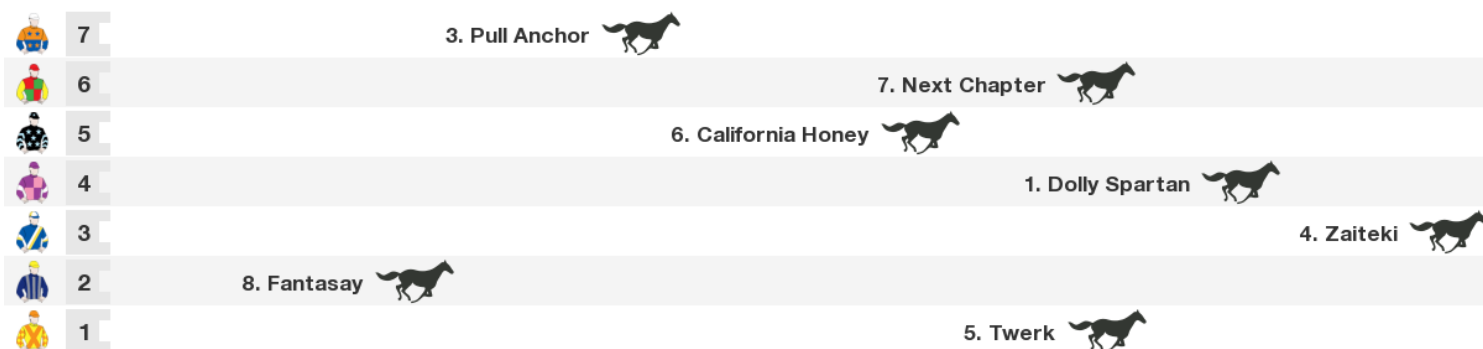 7 3. Pull Anchor
6 7. Next Chapter
5 6. California Honey
4 1. Dolly Spartan
3 4. Zaiteki
2 8. Fantasay
1 5. Twerk